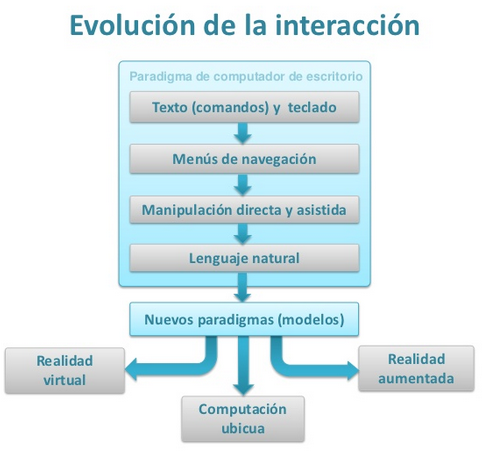 Evolución de la interacción
Paradigma de computador de escritorio
Texto (comandos) y teclado
Menús de navegación
Manipulación directa y asistida
Lenguaje natural
Nuevos paradigmas (modelos)
Realidad
virtual
Realidad
aumentada
Computación
ubicua